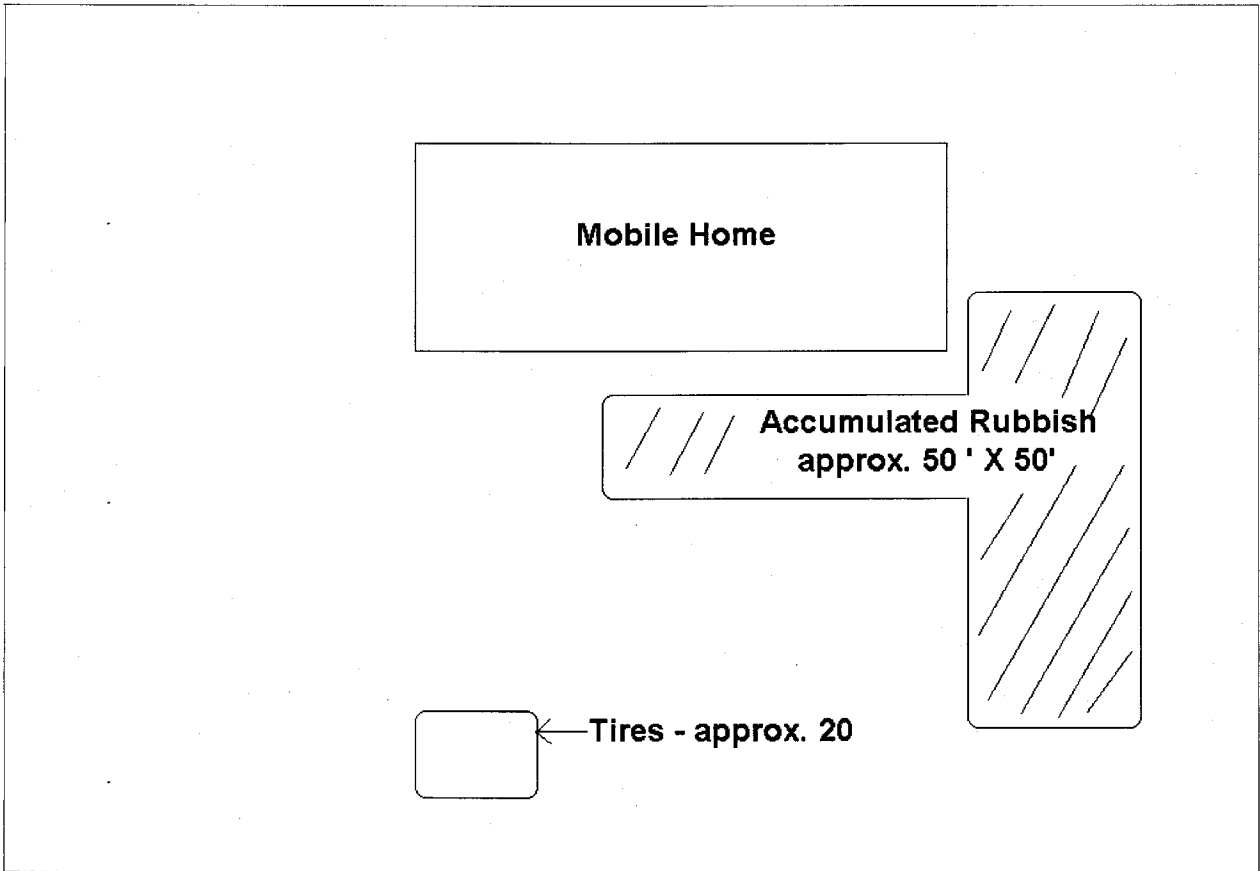 Mobile Home
Accumulated Rubbish
approx. 50 ' X 50'
Tires - approx. 20